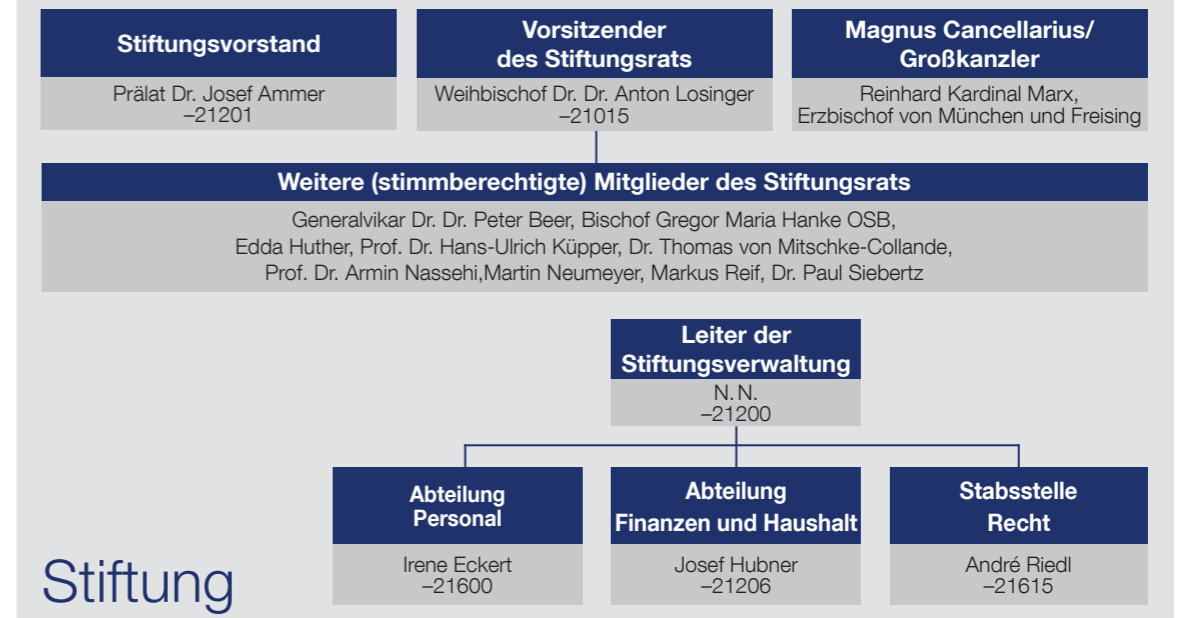 Stiftungsvorstand
Prälat Dr. Josef Ammer
–21201
Vorsitzender
des Stiftungsrats
Weihbischof Dr. Dr. Anton Losinger
–21015
Magnus Cancellarius/
Großkanzler
Reinhard Kardinal Marx,
Erzbischof von München und Freising
Weitere (stimmberechtigte) Mitglieder des Stiftungsrats
Generalvikar Dr. Dr. Peter Beer, Bischof Gregor Maria Hanke OSB,
Edda Huther, Prof. Dr. Hans-Ulrich Küpper, Dr. Thomas von Mitschke-Collande,
Prof. Dr. Armin Nassehi,Martin Neumeyer, Markus Reif, Dr. Paul Siebertz
Leiter der
Stiftungsverwaltung
N. N.
–21200
Abteilung
Personal
Irene Eckert
–21600
Abteilung
Finanzen und Haushalt
Josef Hubner
–21206
Stabsstelle
Recht
André Riedl
–21615
Stiftung